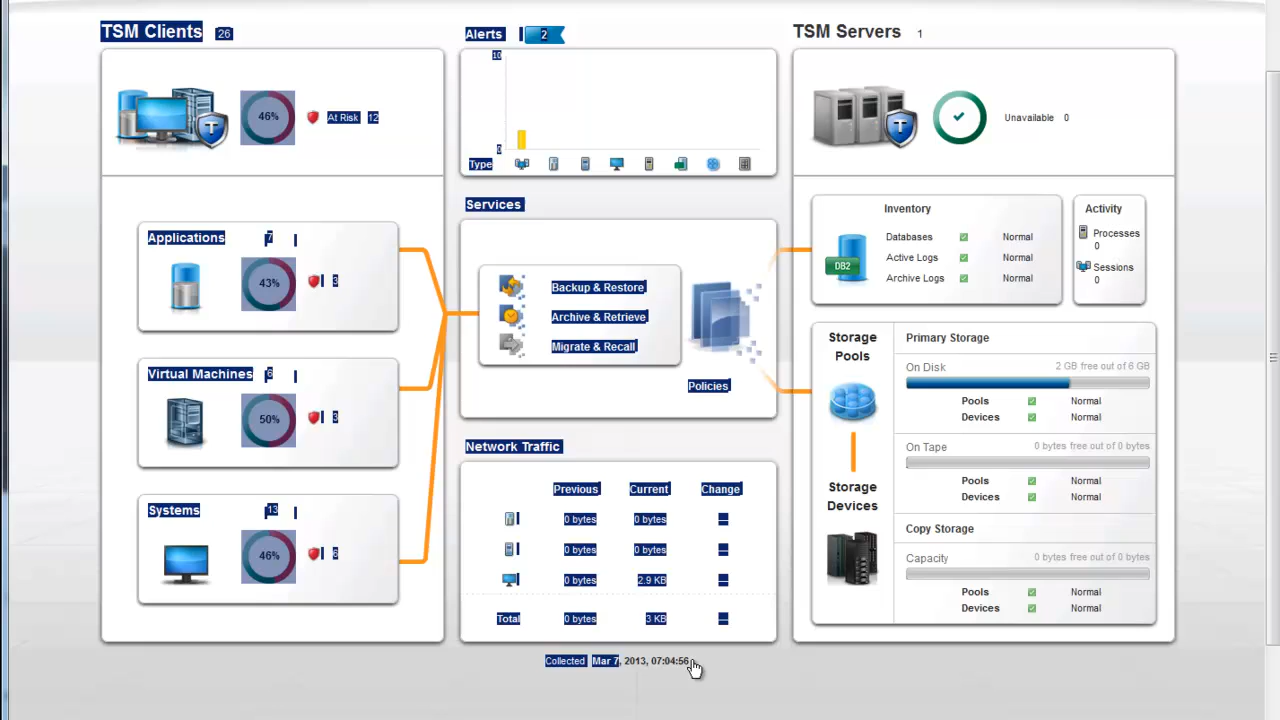 TSM Clients 26
46% At Risk 12
Applications 7
43% 3
Virtual Machines 6
50% 3
Systems 13
46% 6
Alerts 2
10
0
Type
Services
Backup & Restore
Archive & Retrieve
Migrate & Recall
Policies
Network Traffic
Previous Current Change
0 bytes 0 bytes —
0 bytes 0 bytes —
0 bytes 2.9 KB —
Total 0 bytes 3 KB —
TSM Servers 1
T
T
Unavailable 0
Inventory
DB2
Databases Normal
Active Logs Normal
Archive Logs Normal
Activity
Processes
0
Sessions
0
Storage
Pools
Storage
Devices
Primary Storage
On Disk 2 GB free out of 6 GB
Pools Normal
Devices Normal
On Tape 0 bytes free out of 0 bytes
Pools Normal
Devices Normal
Copy Storage
Capacity 0 bytes free out of 0 bytes
Pools Normal
Devices Normal
Collected Mar 7, 2013, 07:04:56